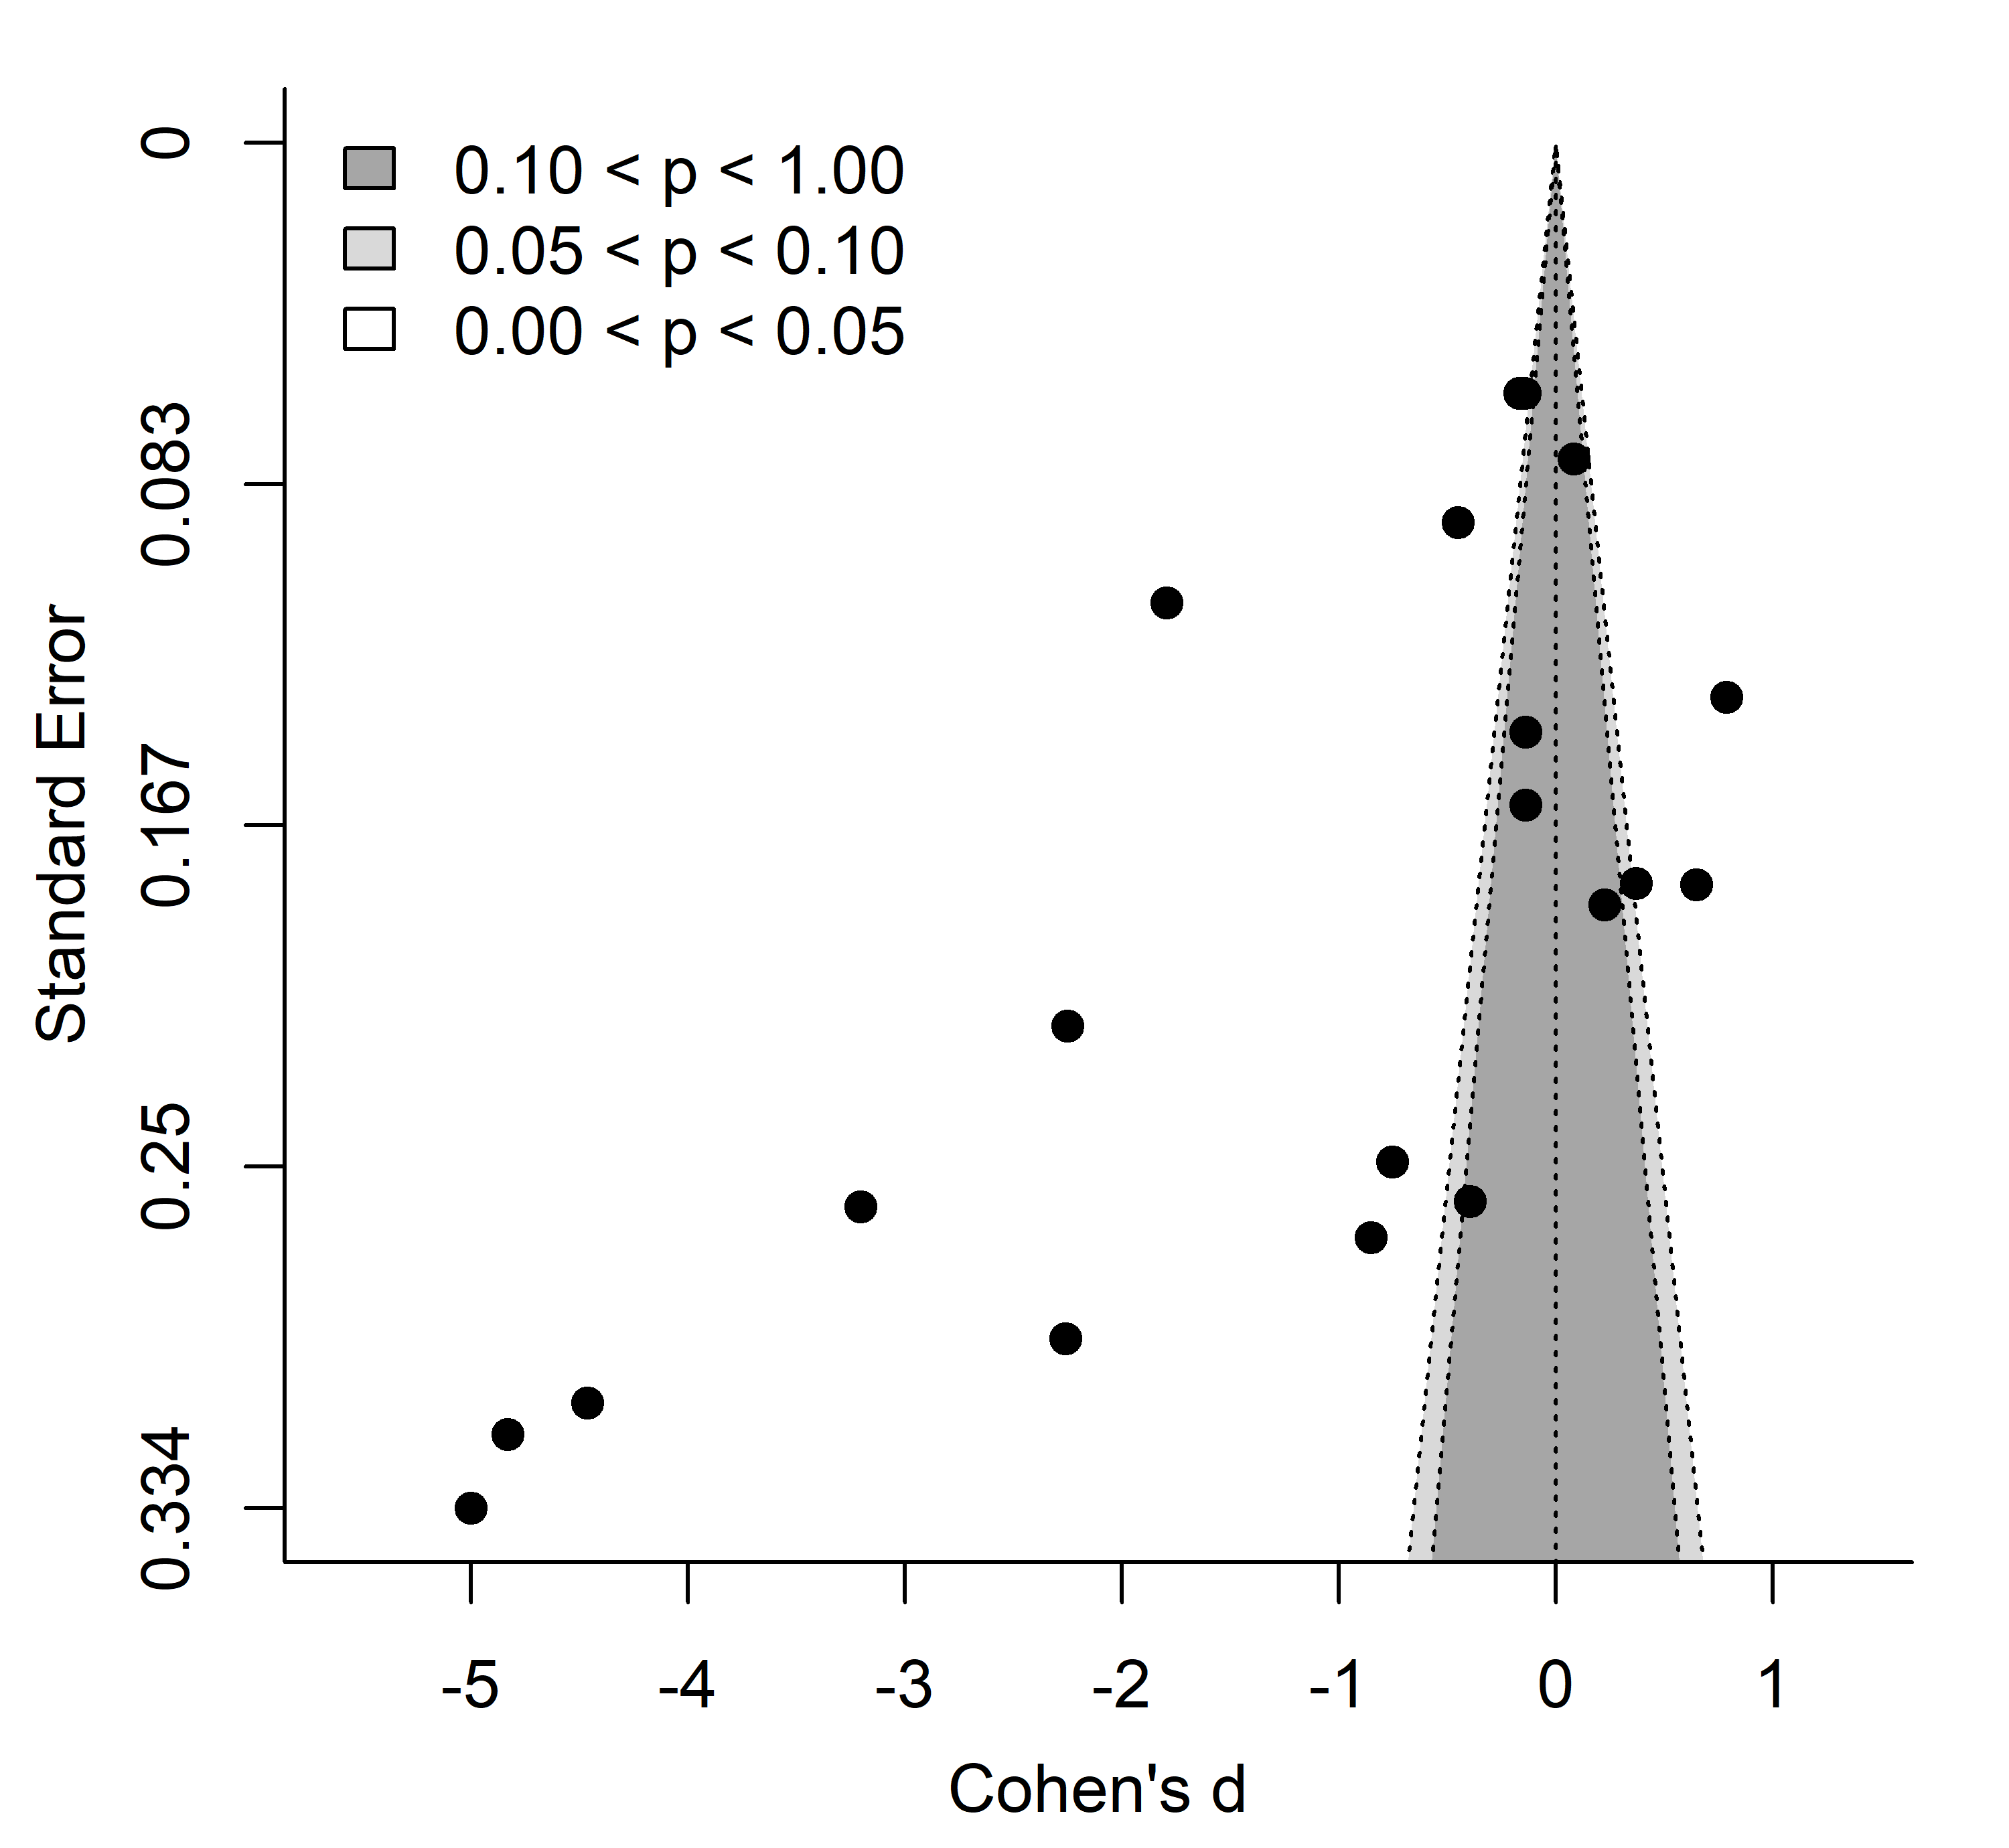 0.10 < p < 1.00
0.05 < p < 0.10
0.00 < p < 0.05
Standard Error
0
0.083
0.167
0.25
0.334
-5 -4 -3 -2 -1 0 1
Cohen's d